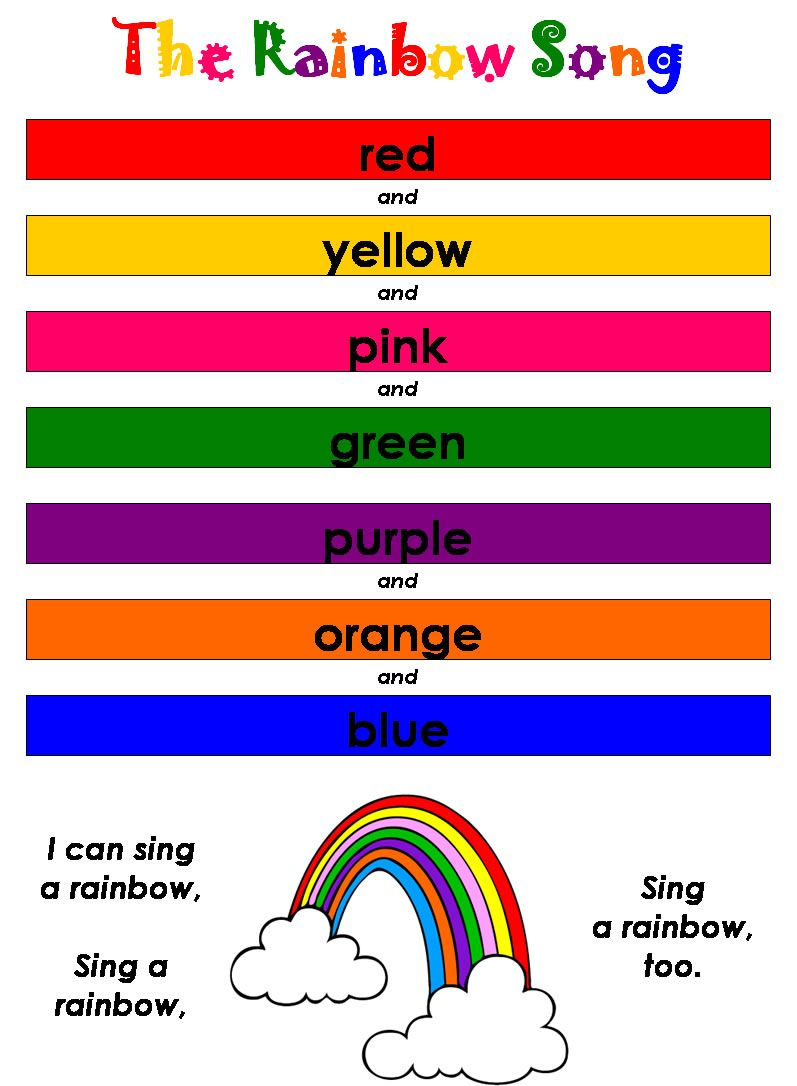 The Rainbow Song
red
and
yellow
and
pink
and
green
purple
and
orange
and
blue
I can sing
a rainbow,
Sing a
rainbow,
Sing
a rainbow,
too.